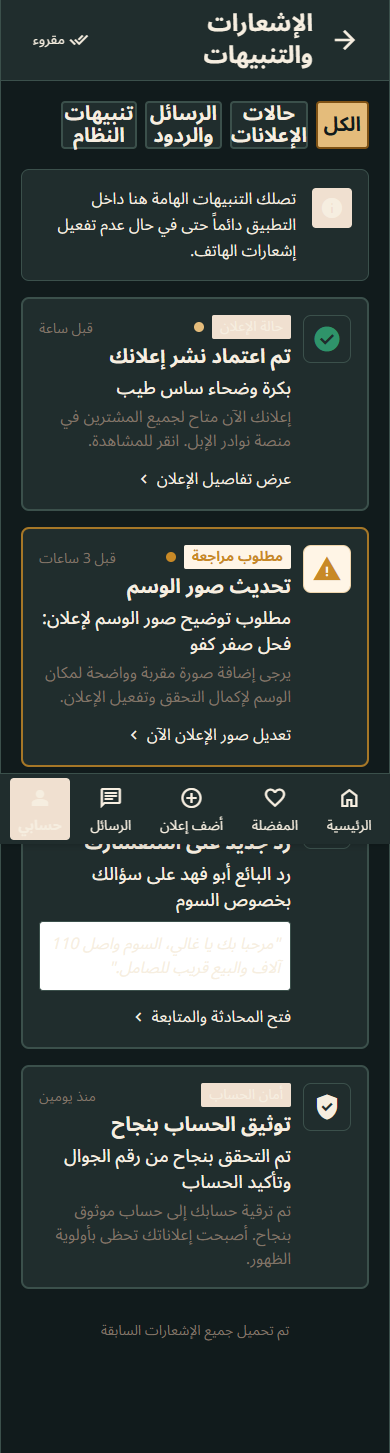 الإشعارات
والتنبيهات
مقروء
الكل
حالات
الإعلانات
الرسائل
والردود
تنبيهات
النظام
تصلك التنبيهات الهامة هنا داخل
التطبيق دائماً حتى في حال عدم تفعيل
إشعارات الهاتف.
حالة الإعلان
قبل ساعة
تم اعتماد نشر إعلانك
بكرة وضحاء ساس طيب
إعلانك الآن متاح لجميع المشترين في
منصة نوادر الإبل. انقر للمشاهدة.
عرض تفاصيل الإعلان
مطلوب مراجعة
قبل 3 ساعات
تحديث صور الوسم
مطلوب توضيح صور الوسم لإعلان:
فحل صفر كفو
يرجى إضافة صورة مقربة وواضحة لمكان
الوسم لإكمال التحقق وتفعيل الإعلان.
تعديل صور الإعلان الآن
الرئيسية
المفضلة
أضف إعلان
الرسائل
حسابي
رد جديد على استفسارك
رد البائع أبو فهد على سؤالك
بخصوص السوم
"مرحبا بك يا غالي، السوم واصل 110
آلاف والبيع قريب للصامل."
فتح المحادثة والمتابعة
أمان الحساب
منذ يومين
توثيق الحساب بنجاح
تم التحقق بنجاح من رقم الجوال
وتأكيد الحساب
تم ترقية حسابك إلى حساب موثوق
بنجاح. أصبحت إعلاناتك تحظى بأولوية
الظهور.
تم تحميل جميع الإشعارات السابقة